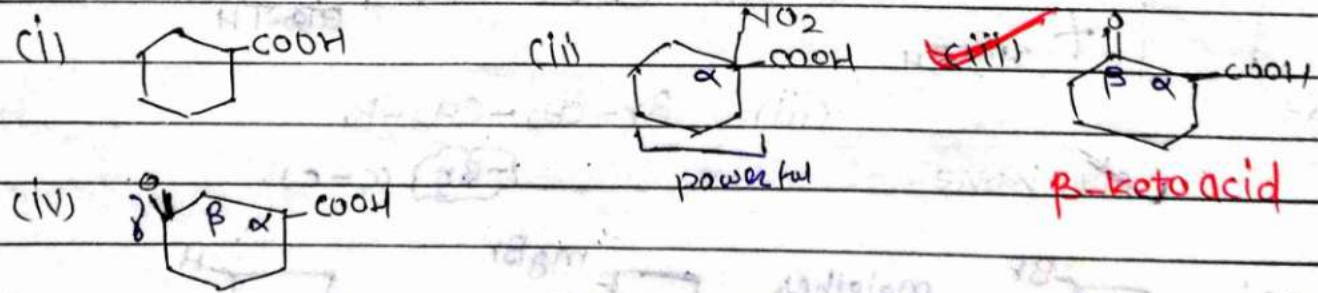 (i) COOH (ii) NO2 α COOH (iii) O β α COOH
powerful β-keto acid
(iv) O γ β α COOH